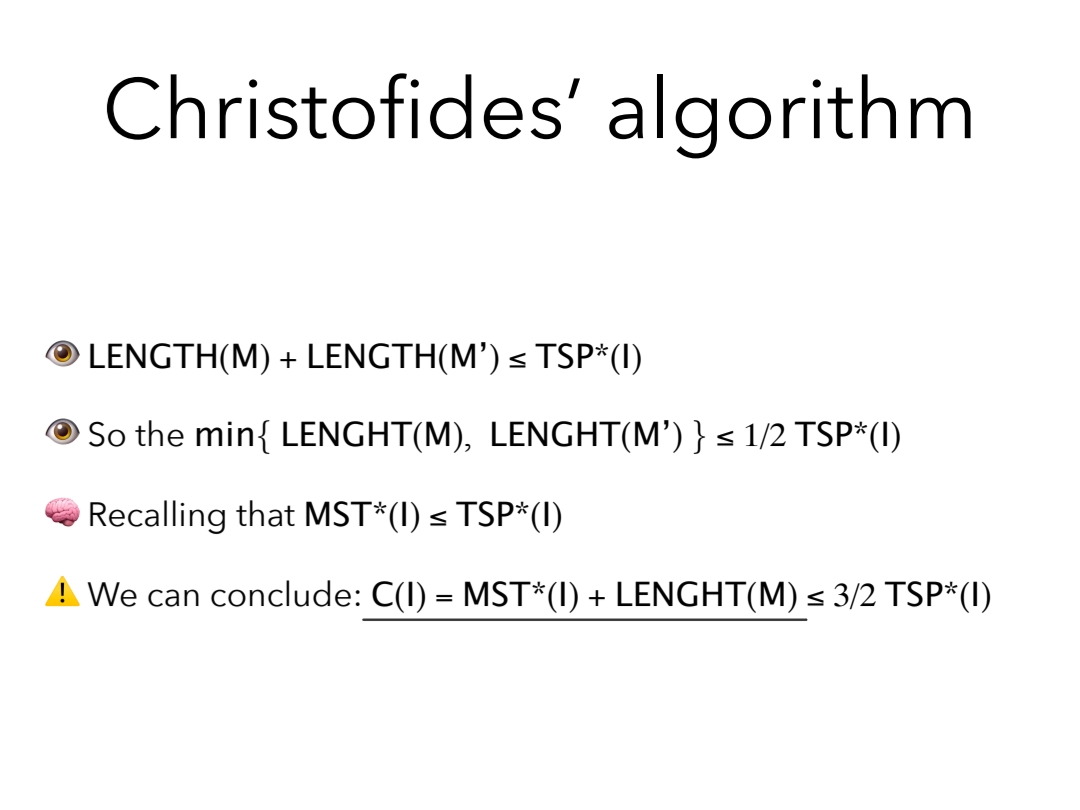 Christofides’ algorithm
👁 LENGTH(M) + LENGTH(M’) ≤ TSP*(I)
👁 So the min{ LENGHT(M), LENGHT(M’) } ≤ 1/2 TSP*(I)
🧠 Recalling that MST*(I) ≤ TSP*(I)
⚠️ We can conclude: C(I) = MST*(I) + LENGHT(M) ≤ 3/2 TSP*(I)